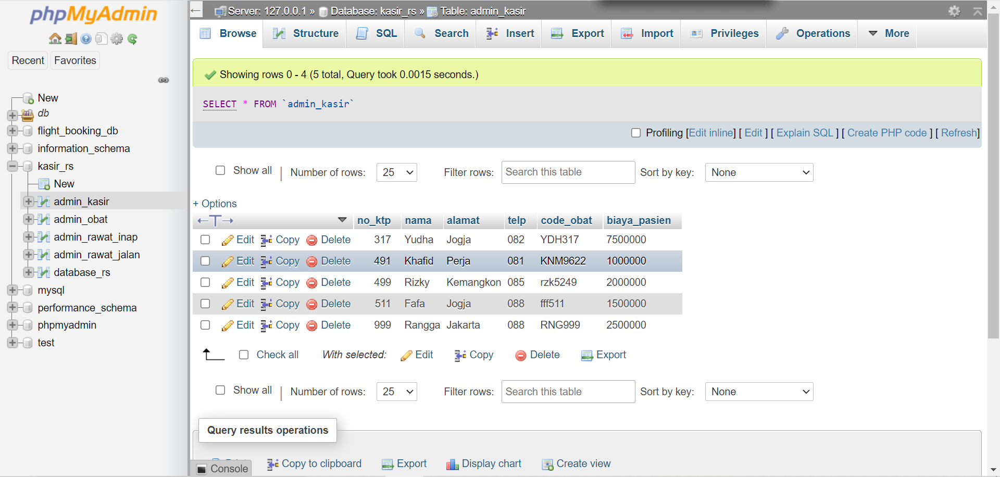 phpMyAdmin
Recent Favorites
New
db
flight_booking_db
information_schema
kasir_rs
New
admin_kasir
admin_obat
admin_rawat_inap
admin_rawat_jalan
database_rs
mysql
performance_schema
phpmyadmin
test
Server: 127.0.0.1 » Database: kasir_rs » Table: admin_kasir
Browse Structure SQL Search Insert Export Import Privileges Operations More
Showing rows 0 - 4 (5 total, Query took 0.0015 seconds.)
SELECT * FROM `admin_kasir`
Profiling [Edit inline] [ Edit ] [ Explain SQL ] [ Create PHP code ] [ Refresh]
Show all | Number of rows: 25 Filter rows: Search this table Sort by key: None
+ Options
←T→ no_ktp nama alamat telp code_obat biaya_pasien
Edit Copy Delete 317 Yudha Jogja 082 YDH317 7500000
Edit Copy Delete 491 Khafid Perja 081 KNM9622 1000000
Edit Copy Delete 499 Rizky Kemangkon 085 rzk5249 2000000
Edit Copy Delete 511 Fafa Jogja 088 fff511 1500000
Edit Copy Delete 999 Rangga Jakarta 088 RNG999 2500000
Check all With selected: Edit Copy Delete Export
Show all | Number of rows: 25 Filter rows: Search this table Sort by key: None
Query results operations
Copy to clipboard Export Display chart Create view
Console